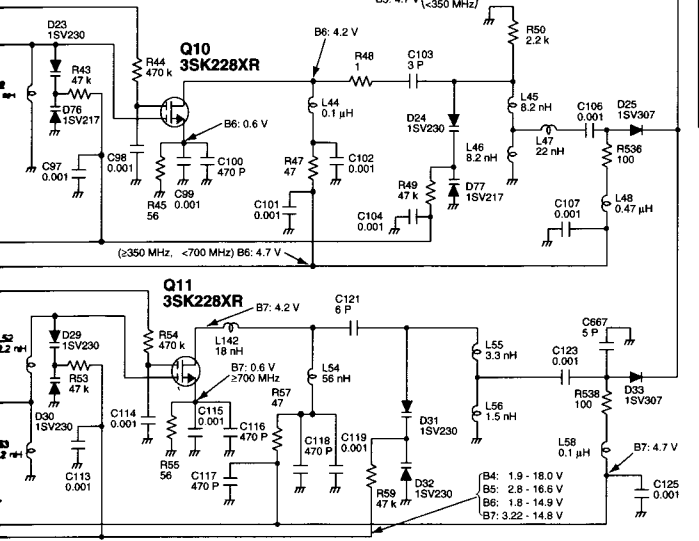 (<350 MHz)
D23
1SV230
B6: 4.2 V
R50
2.2 k
Q10
3SK228XR
R44
470 k
R48
1
C103
3 P
R43
47 k
D76
1SV217
L44
0.1 µH
D24
1SV230
L45
8.2 nH
C106
0.001
D25
1SV307
B6: 0.6 V
L46
8.2 nH
L47
22 nH
R536
100
C97
0.001
C98
0.001
C100
470 P
R47
47
C102
0.001
D77
1SV217
R45
56
C99
0.001
C101
0.001
R49
47 k
C104
0.001
C107
0.001
L48
0.47 µH
(≥350 MHz, <700 MHz) B6: 4.7 V
Q11
3SK228XR
B7: 4.2 V
C121
6 P
C667
5 P
D29
1SV230
R54
470 k
L142
18 nH
L55
3.3 nH
C123
0.001
R53
47 k
B7: 0.6 V
≥700 MHz
L54
56 nH
R538
100
D33
1SV307
D30
1SV230
C114
0.001
C115
0.001
C116
470 P
R57
47
C118
470 P
C119
0.001
D31
1SV230
L56
1.5 nH
L58
0.1 µH
B7: 4.7 V
C113
0.001
R55
56
C117
470 P
R59
47 k
D32
1SV230
B4: 1.9 - 18.0 V
B5: 2.8 - 16.6 V
B6: 1.8 - 14.9 V
B7: 3.22 - 14.8 V
C125
0.001